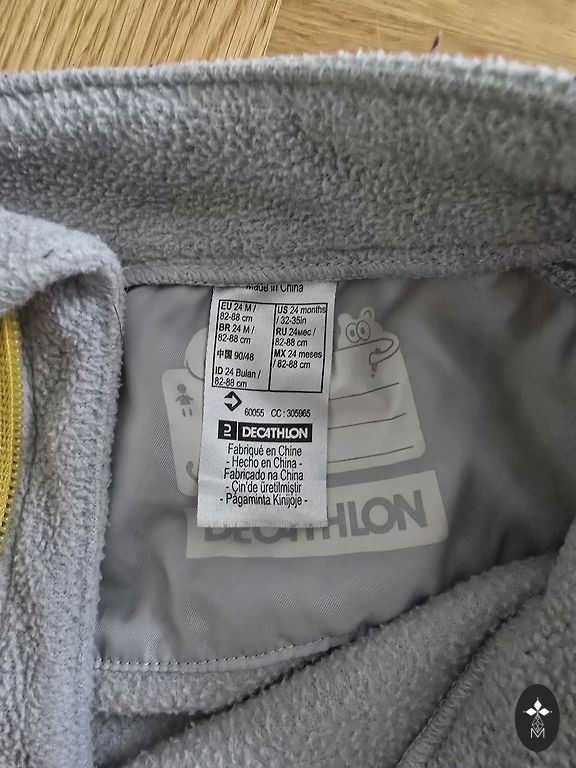 Made in China
EU 24 M /
82-88 cm
BR 24 M /
82-88 cm
中国 90/48
ID 24 Bulan /
82-88 cm
US 24 months
/ 32-35in
RU 24мес /
82-88 cm
MX 24 meses
/ 82-88 cm
60055 CC : 305965
DECATHLON
Fabriqué en Chine
- Hecho en China -
Fabricado na China
- Çin'de üretilmiştir
- Pagaminta Kinijoje -
DECATHLON
M